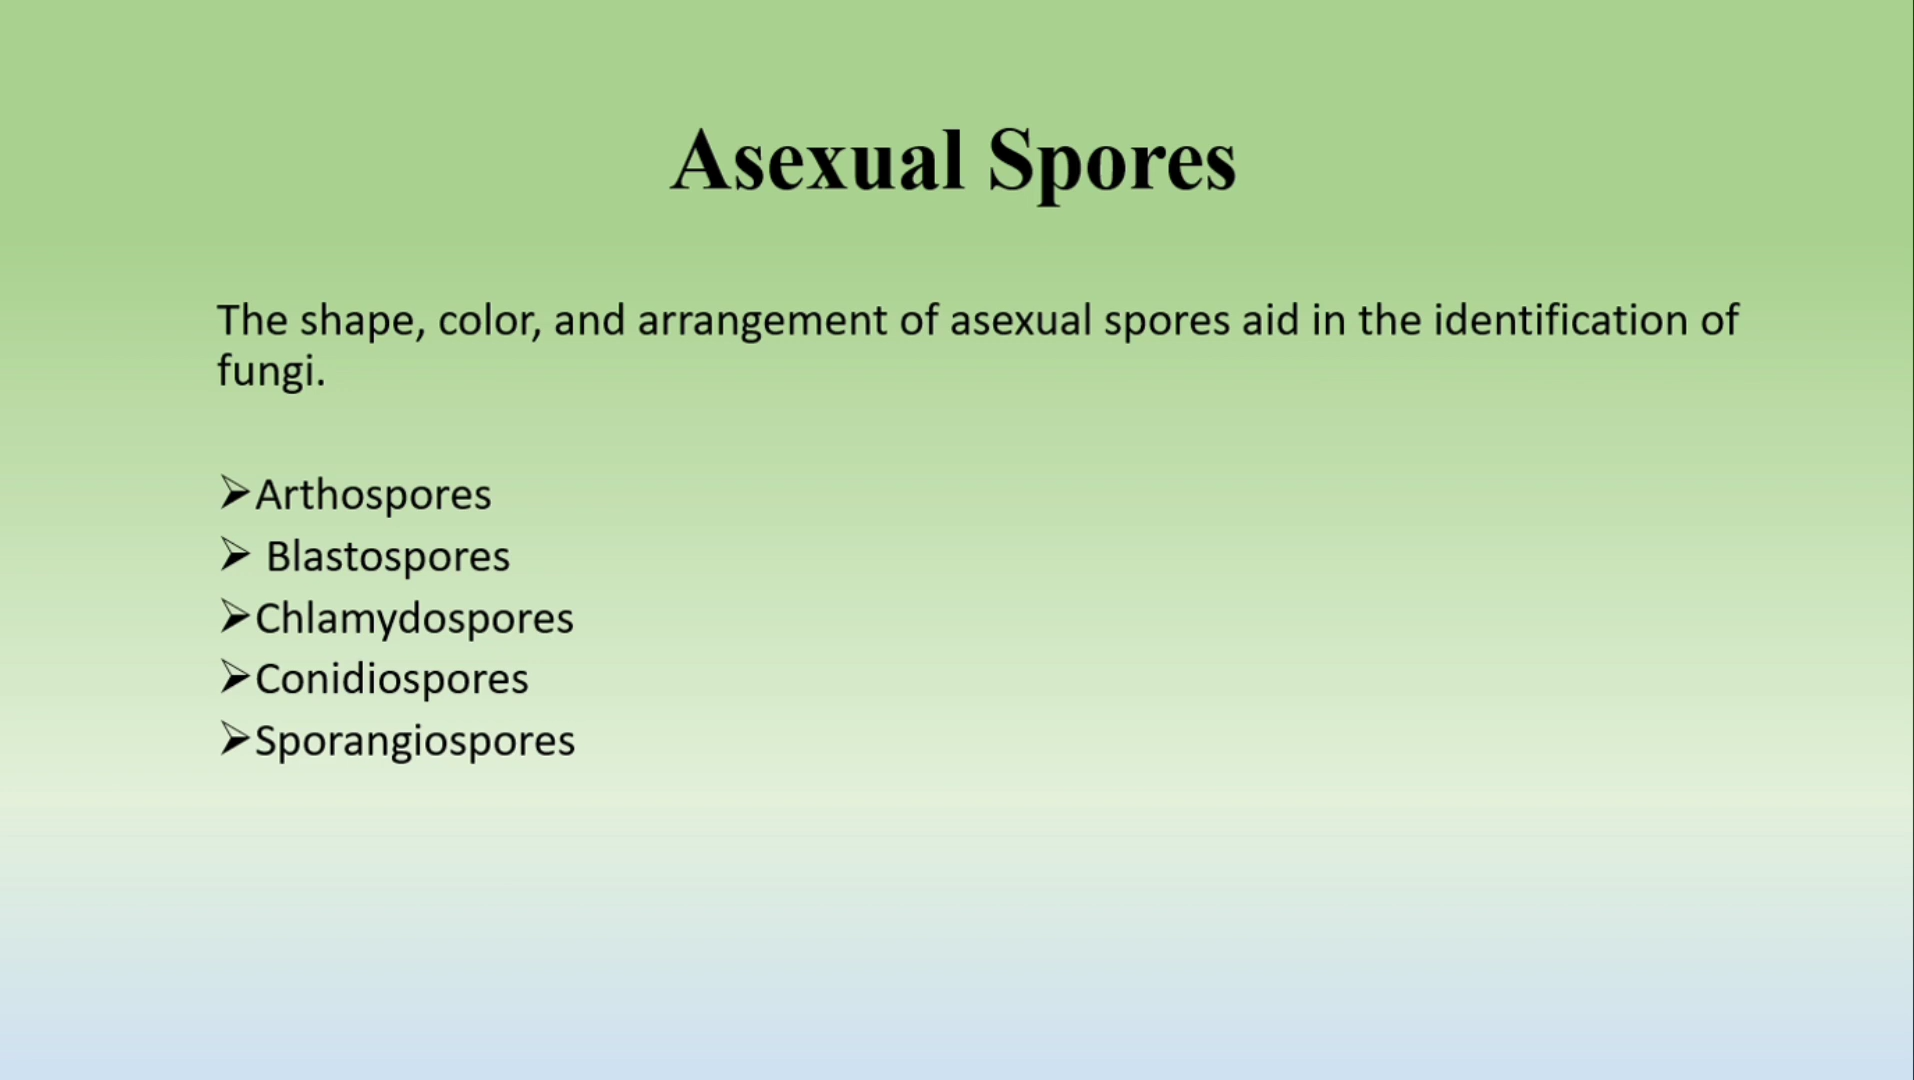 Asexual Spores
The shape, color, and arrangement of asexual spores aid in the identification of
fungi.
➢Arthospores
➢ Blastospores
➢Chlamydospores
➢Conidiospores
➢Sporangiospores